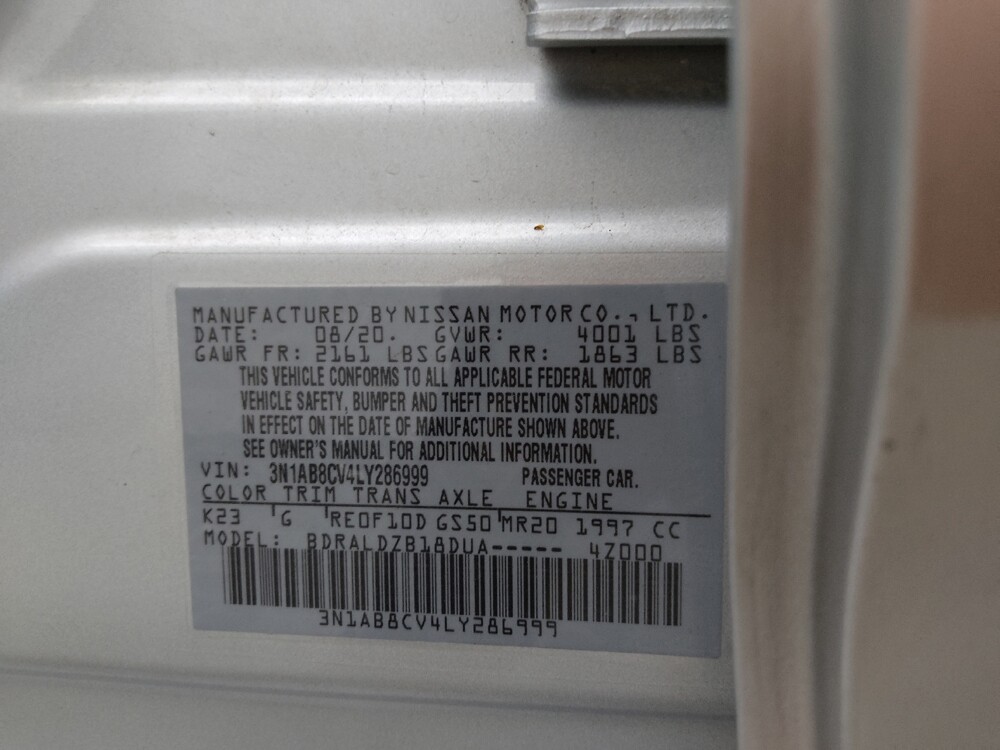 MANUFACTURED BY NISSAN MOTOR CO., LTD.
DATE: 08/20. GVWR: 4001 LBS
GAWR FR: 2161 LBS GAWR RR: 1863 LBS
THIS VEHICLE CONFORMS TO ALL APPLICABLE FEDERAL MOTOR
VEHICLE SAFETY, BUMPER AND THEFT PREVENTION STANDARDS
IN EFFECT ON THE DATE OF MANUFACTURE SHOWN ABOVE.
SEE OWNER'S MANUAL FOR ADDITIONAL INFORMATION.
VIN: 3N1AB8CV4LY286999 PASSENGER CAR.
COLOR TRIM TRANS AXLE ENGINE
K23 G RE0F10D GS50 MR20 1997 CC
MODEL: BDRALDZB18DUA----- 4Z000
3N1AB8CV4LY286999